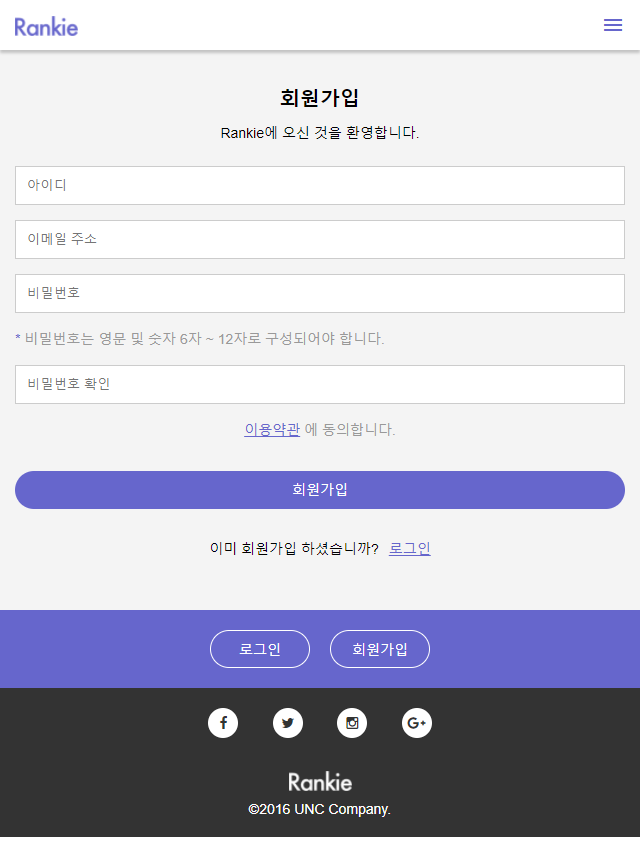 Rankie
회원가입
Rankie에 오신 것을 환영합니다.
아이디
이메일 주소
비밀번호
* 비밀번호는 영문 및 숫자 6자 ~ 12자로 구성되어야 합니다.
비밀번호 확인
이용약관 에 동의합니다.
회원가입
이미 회원가입 하셨습니까? 로그인
로그인 회원가입
Rankie
©2016 UNC Company.